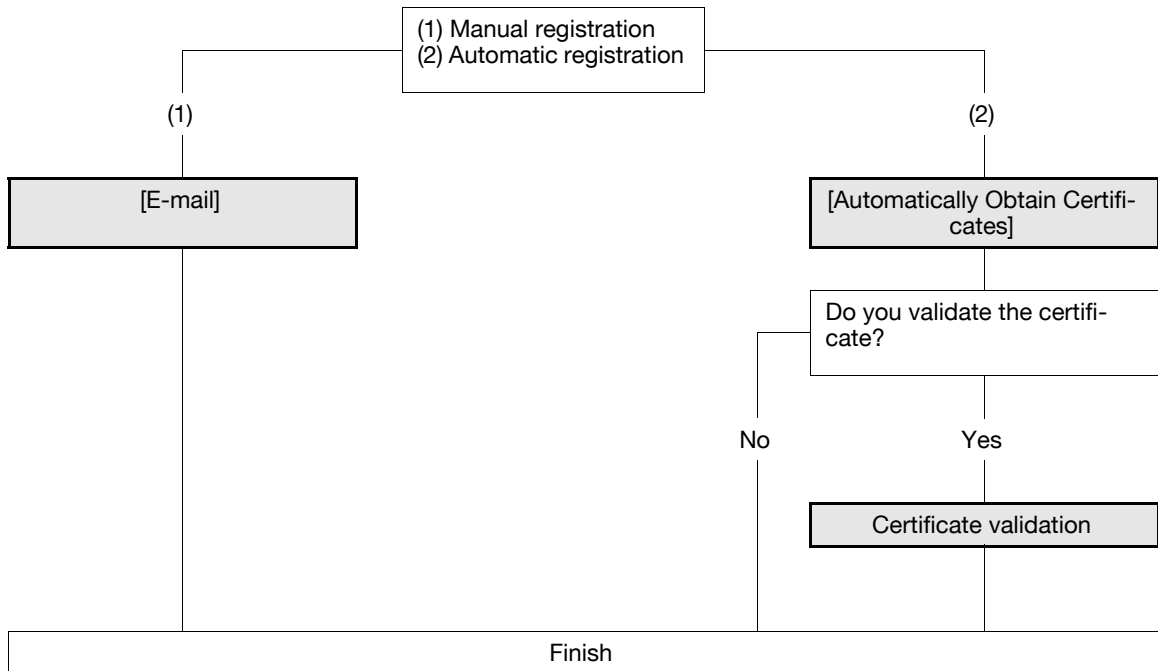 (1) Manual registration
(2) Automatic registration
(1)
(2)
[E-mail]
[Automatically Obtain Certifi-
cates]
Do you validate the certifi-
cate?
No
Yes
Certificate validation
Finish